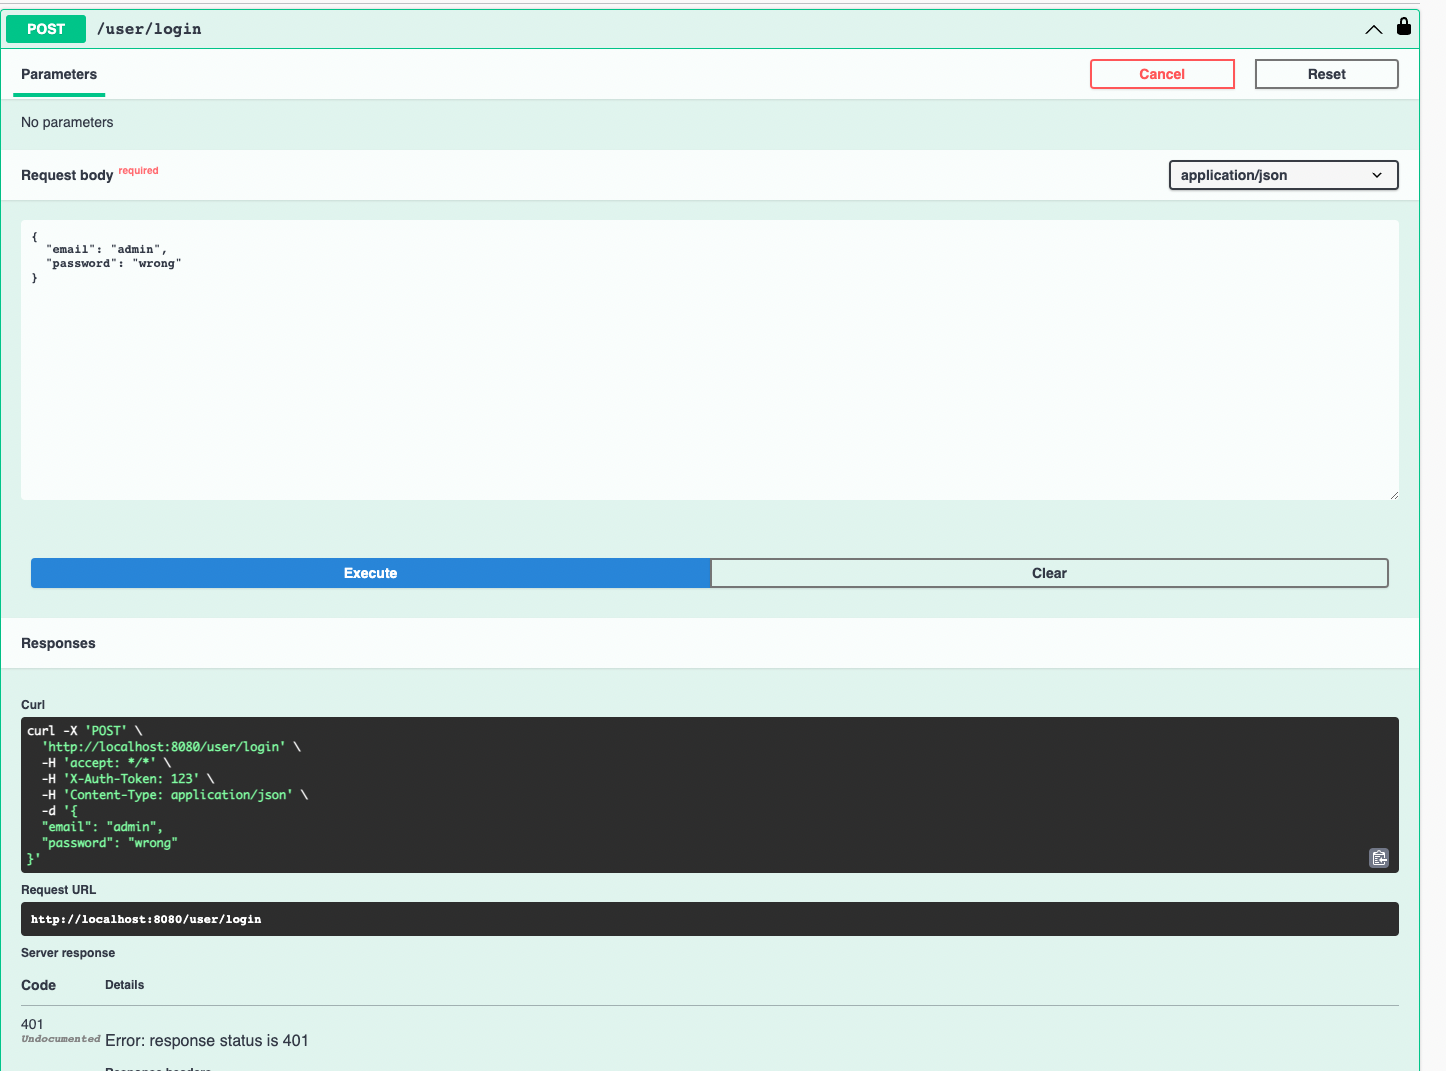 POST /user/login
Parameters
Cancel
Reset
No parameters
Request body required
application/json
{
  "email": "admin",
  "password": "wrong"
}
Execute
Clear
Responses
Curl
curl -X 'POST' \
  'http://localhost:8080/user/login' \
  -H 'accept: */*' \
  -H 'X-Auth-Token: 123' \
  -H 'Content-Type: application/json' \
  -d '{
  "email": "admin",
  "password": "wrong"
}'
Request URL
http://localhost:8080/user/login
Server response
Code Details
401
Undocumented Error: response status is 401
Response headers